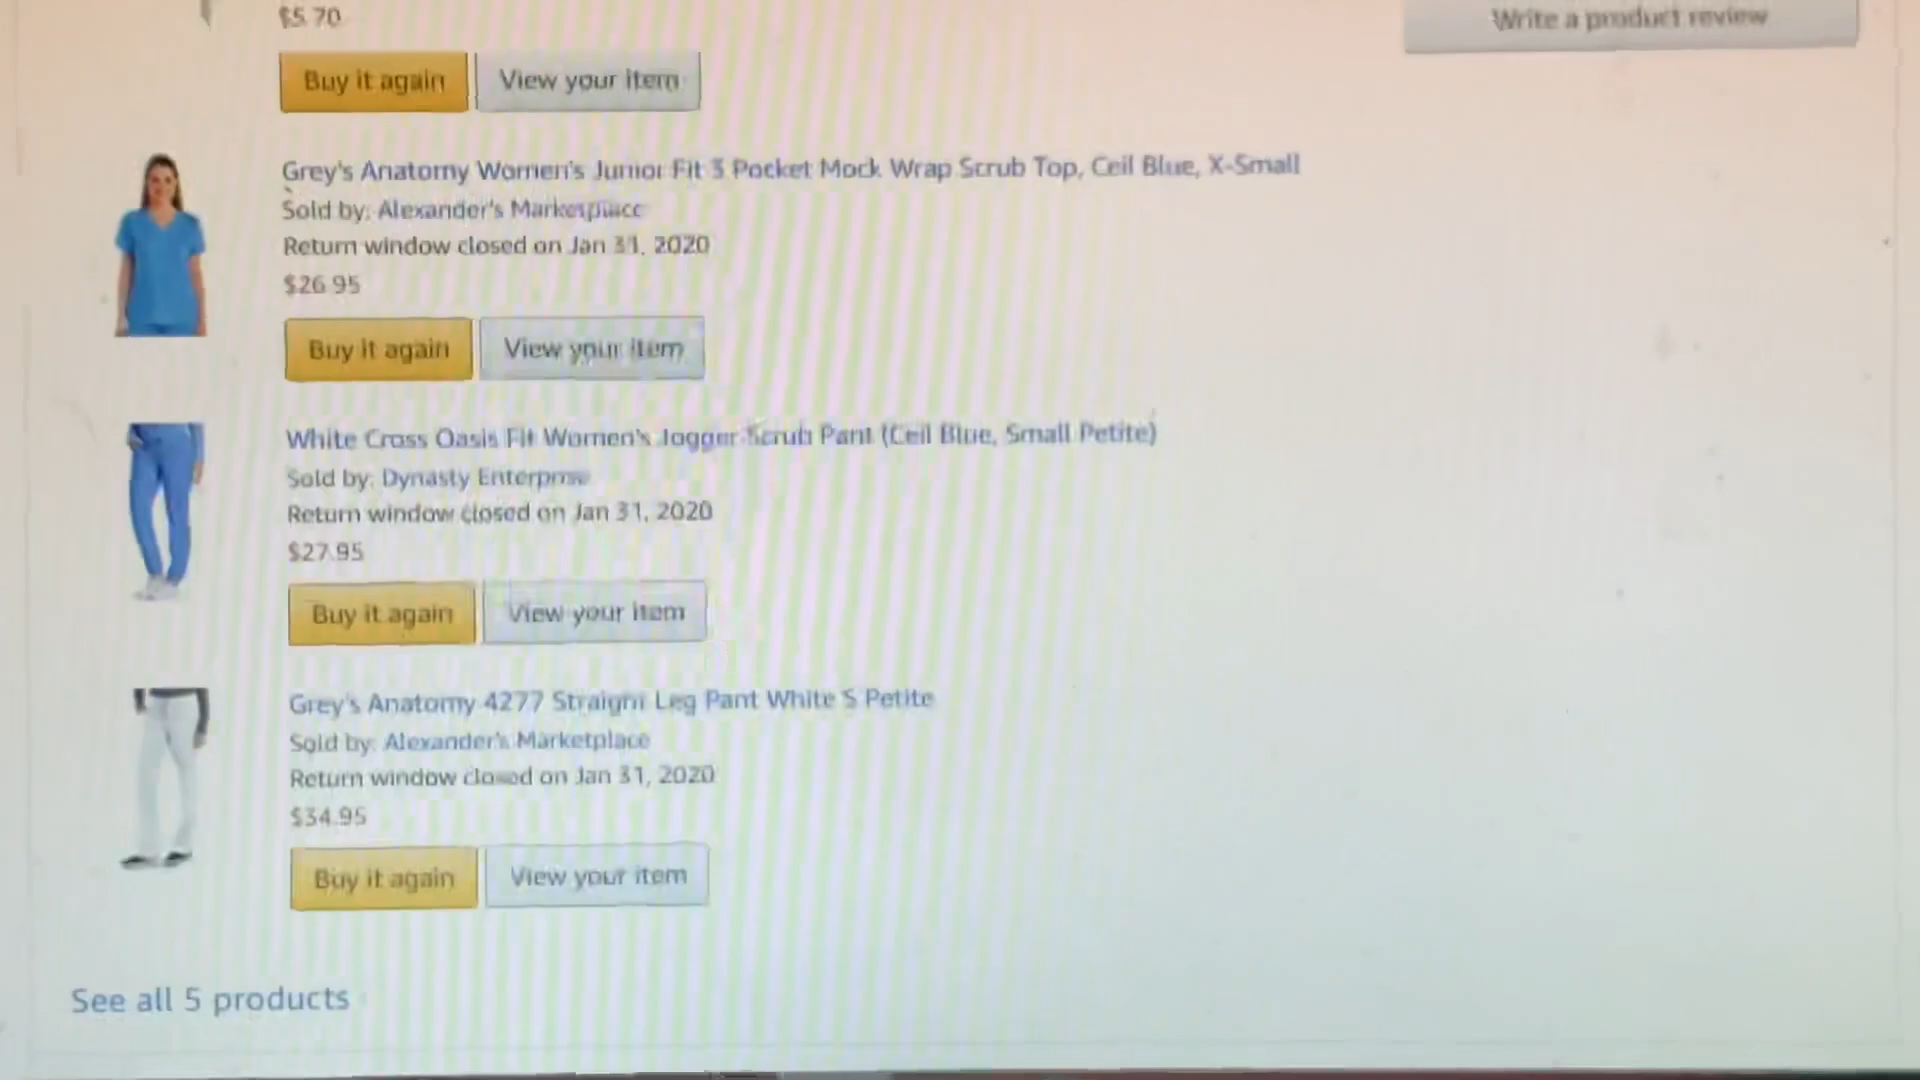 $5.70
Write a product review
Buy it again
View your item
Grey's Anatomy Women's Junior Fit 3 Pocket Mock Wrap Scrub Top, Ceil Blue, X-Small
Sold by: Alexander's Marketplace
Return window closed on Jan 31, 2020
$26.95
Buy it again
View your item
White Cross Oasis Fit Women's Jogger Scrub Pant (Ceil Blue, Small Petite)
Sold by: Dynasty Enterprise
Return window closed on Jan 31, 2020
$27.95
Buy it again
View your item
Grey's Anatomy 4277 Straight Leg Pant White S Petite
Sold by: Alexander's Marketplace
Return window closed on Jan 31, 2020
$34.95
Buy it again
View your item
See all 5 products